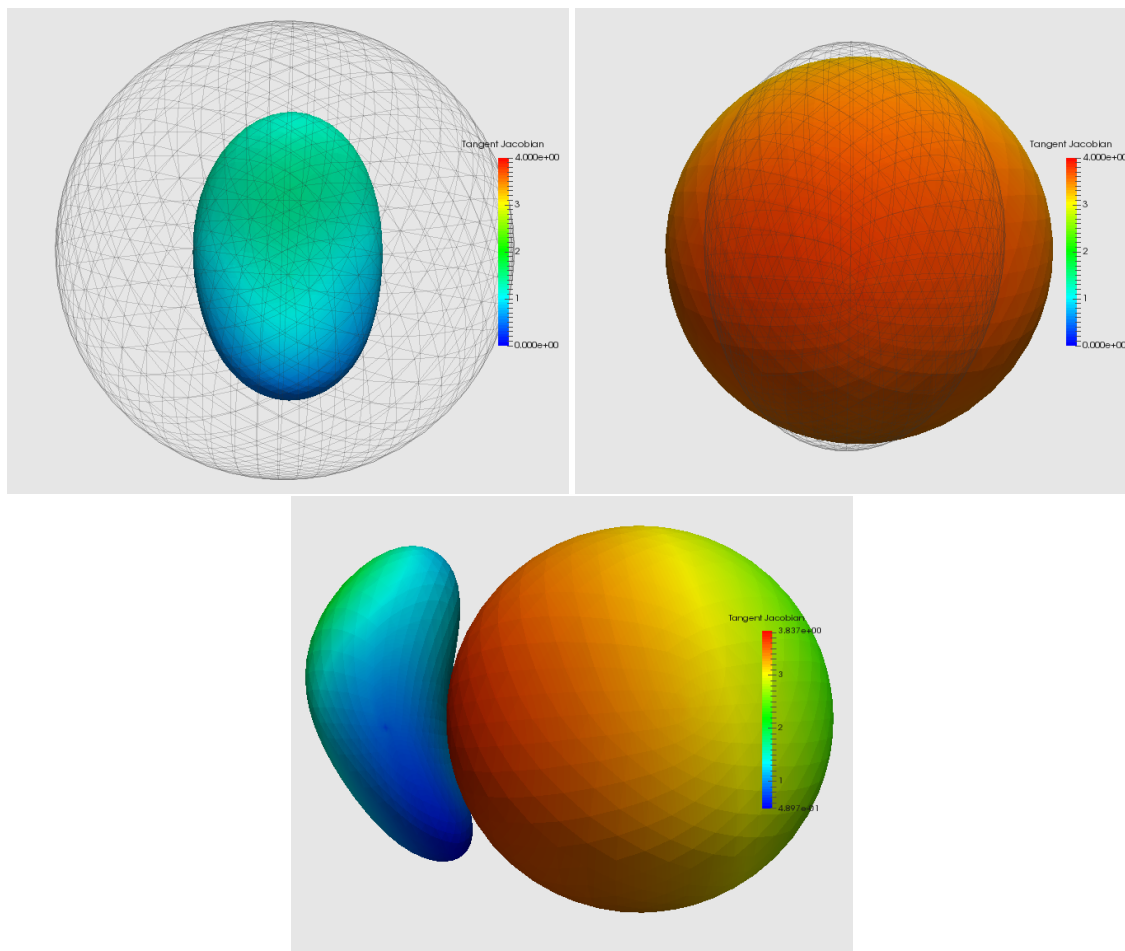 Tangent Jacobian
4.000e+00
3
2
1
0.000e+00
Tangent Jacobian
4.000e+00
3
2
1
0.000e+00
Tangent Jacobian
3.837e+00
3
2
1
4.897e-01